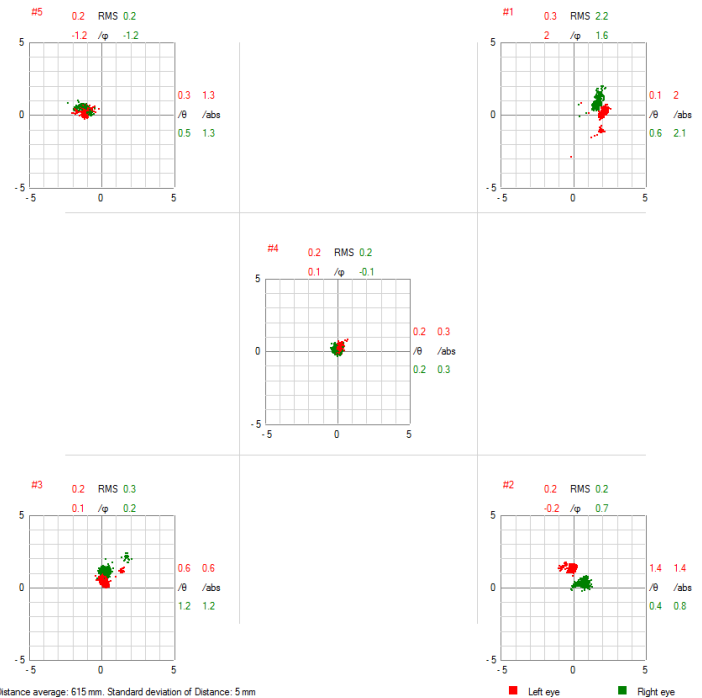 #5 0.2 RMS 0.2
-1.2 /φ -1.2
5
0.3 1.3
0 /θ /abs
0.5 1.3
-5
-5 0 5
#1 0.3 RMS 2.2
2 /φ 1.6
5
0.1 2
0 /θ /abs
0.6 2.1
-5
-5 0 5
#4 0.2 RMS 0.2
0.1 /φ -0.1
5
0.2 0.3
0 /θ /abs
0.2 0.3
-5
-5 0 5
#3 0.2 RMS 0.3
0.1 /φ 0.2
5
0.6 0.6
0 /θ /abs
1.2 1.2
-5
-5 0 5
#2 0.2 RMS 0.2
-0.2 /φ 0.7
5
1.4 1.4
0 /θ /abs
0.4 0.8
-5
-5 0 5
Distance average: 615 mm. Standard deviation of Distance: 5 mm
Left eye Right eye